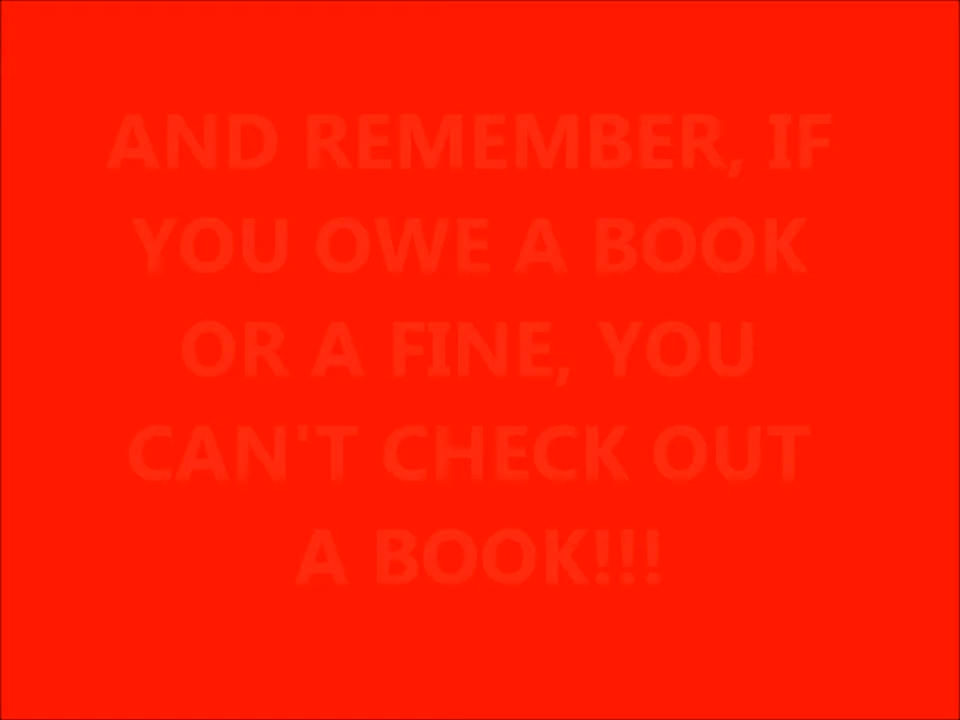 AND REMEMBER, IF
YOU OWE A BOOK
OR A FINE, YOU
CAN'T CHECK OUT
A BOOK!!!